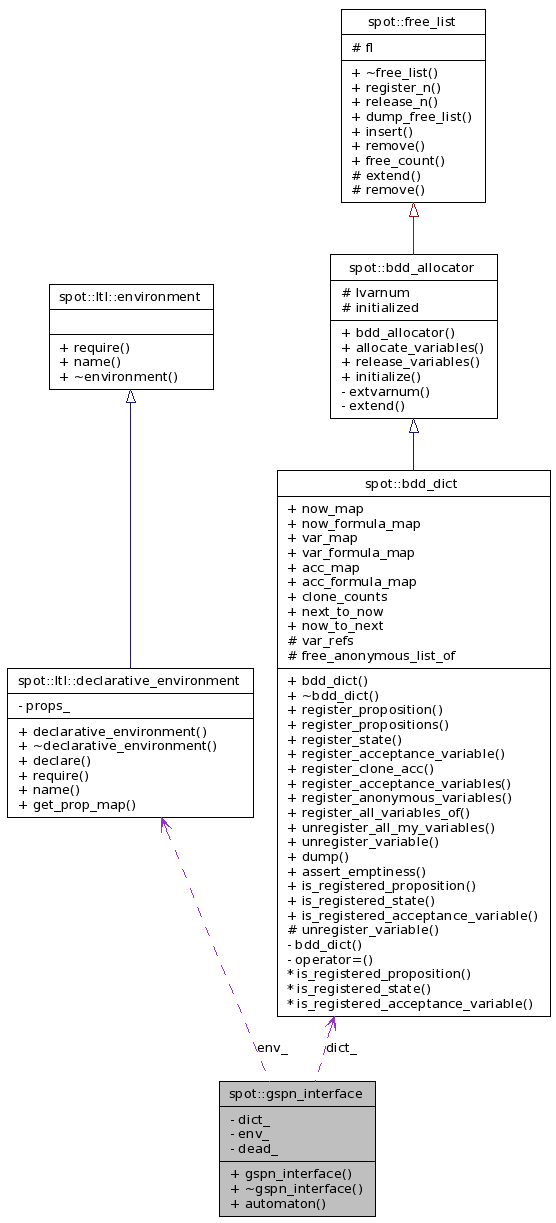 spot::free_list
# fl
+ ~free_list()
+ register_n()
+ release_n()
+ dump_free_list()
+ insert()
+ remove()
+ free_count()
# extend()
# remove()
spot::bdd_allocator
# lvarnum
# initialized
+ bdd_allocator()
+ allocate_variables()
+ release_variables()
+ initialize()
- extvarnum()
- extend()
spot::ltl::environment
+ require()
+ name()
+ ~environment()
spot::bdd_dict
+ now_map
+ now_formula_map
+ var_map
+ var_formula_map
+ acc_map
+ acc_formula_map
+ clone_counts
+ next_to_now
+ now_to_next
# var_refs
# free_anonymous_list_of
+ bdd_dict()
+ ~bdd_dict()
+ register_proposition()
+ register_propositions()
+ register_state()
+ register_acceptance_variable()
+ register_clone_acc()
+ register_acceptance_variables()
+ register_anonymous_variables()
+ register_all_variables_of()
+ unregister_all_my_variables()
+ unregister_variable()
+ dump()
+ assert_emptiness()
+ is_registered_proposition()
+ is_registered_state()
+ is_registered_acceptance_variable()
# unregister_variable()
- bdd_dict()
- operator=()
* is_registered_proposition()
* is_registered_state()
* is_registered_acceptance_variable()
spot::ltl::declarative_environment
- props_
+ declarative_environment()
+ ~declarative_environment()
+ declare()
+ require()
+ name()
+ get_prop_map()
env_
dict_
spot::gspn_interface
- dict_
- env_
- dead_
+ gspn_interface()
+ ~gspn_interface()
+ automaton()